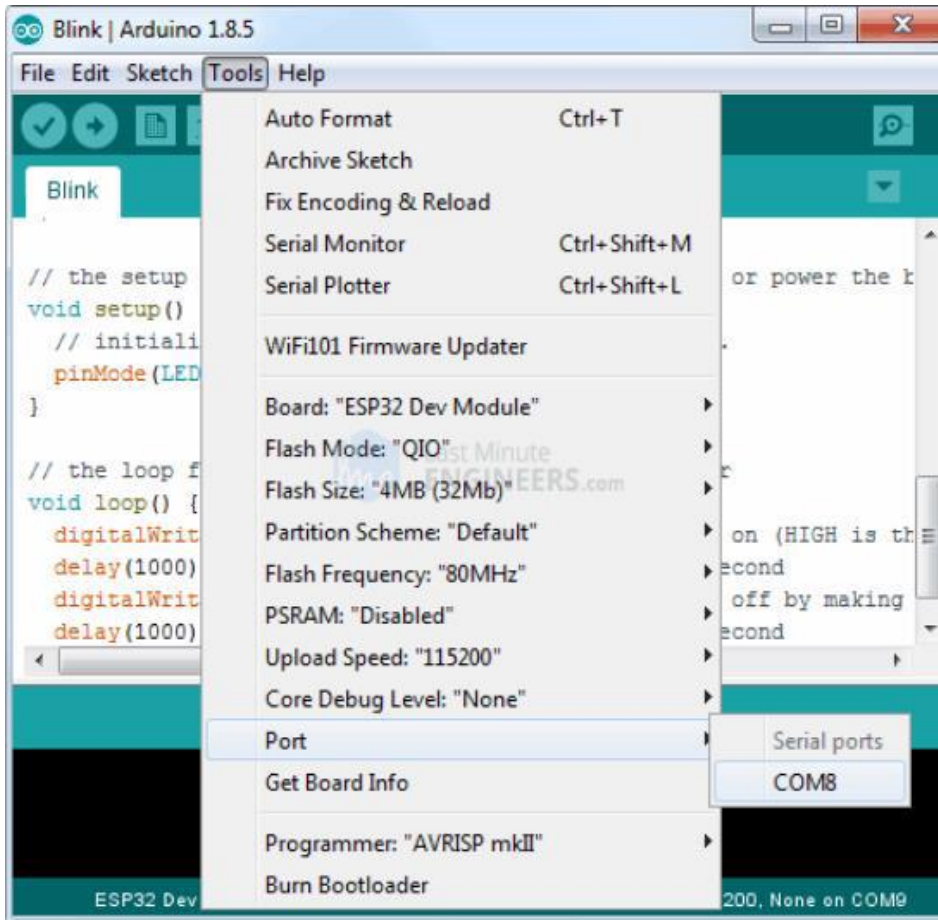 Blink | Arduino 1.8.5
File Edit Sketch Tools Help
Auto Format Ctrl+T
Archive Sketch
Fix Encoding & Reload
Serial Monitor Ctrl+Shift+M
Serial Plotter Ctrl+Shift+L
WiFi101 Firmware Updater
Board: "ESP32 Dev Module"
Flash Mode: "QIO"
Flash Size: "4MB (32Mb)"
Partition Scheme: "Default"
Flash Frequency: "80MHz"
PSRAM: "Disabled"
Upload Speed: "115200"
Core Debug Level: "None"
Port
Get Board Info
Programmer: "AVRISP mkII"
Burn Bootloader
Serial ports
COM8
Blink
// the setup or power the
void setup()
// initiali .
pinMode(LED
}
// the loop f
void loop() {
digitalWrit on (HIGH is th
delay(1000) econd
digitalWrit off by making
delay(1000) econd
Minute
ENGINEERS.com
ESP32 Dev 200, None on COM9